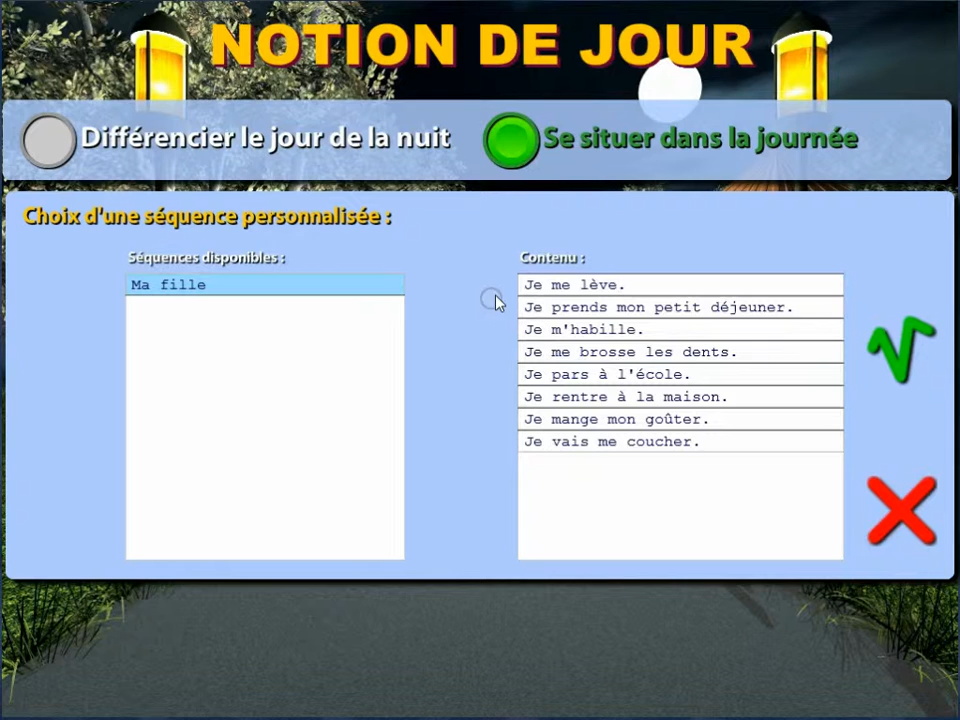 NOTION DE JOUR
Différencier le jour de la nuit
Se situer dans la journée
Choix d'une séquence personnalisée :
Séquences disponibles :
Ma fille
Contenu :
Je me lève.
Je prends mon petit déjeuner.
Je m'habille.
Je me brosse les dents.
Je pars à l'école.
Je rentre à la maison.
Je mange mon goûter.
Je vais me coucher.